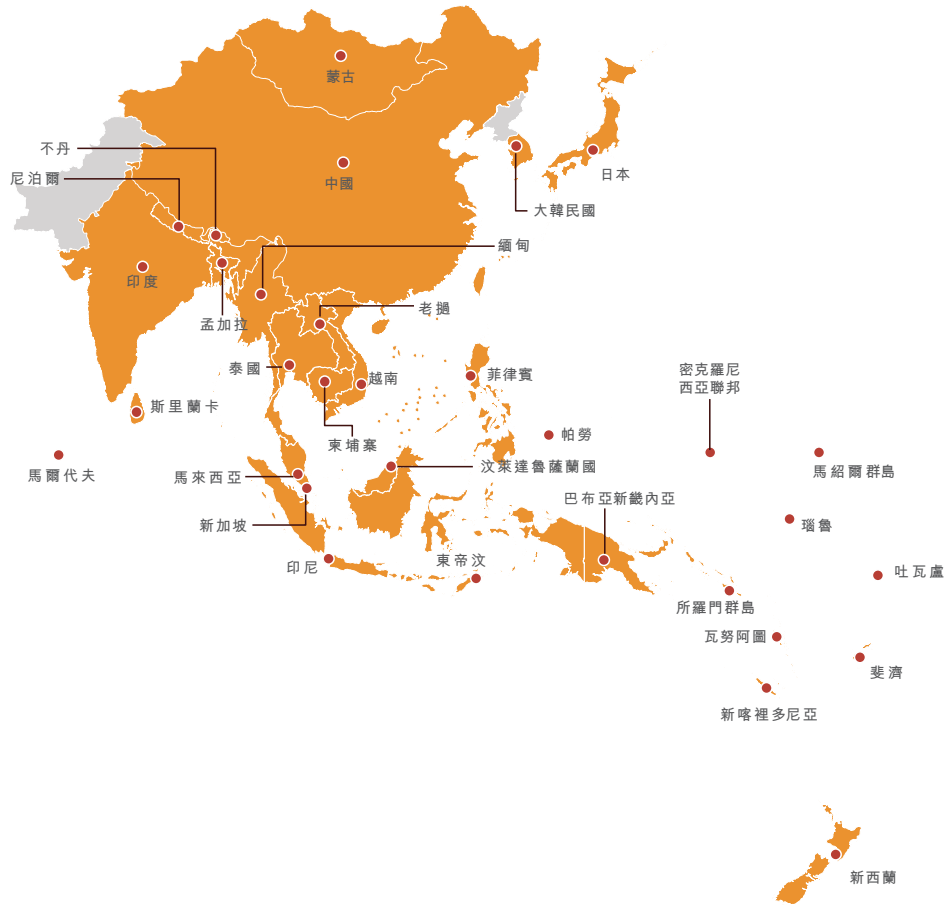 蒙古
不丹
日本
尼泊爾
中國
大韓民國
緬甸
印度
老撾
孟加拉
泰國
越南
菲律賓
密克羅尼
西亞聯邦
斯里蘭卡
帕勞
柬埔寨
汶萊達魯薩蘭國
馬爾代夫
馬來西亞
馬紹爾群島
巴布亞新畿內亞
新加坡
瑙魯
東帝汶
印尼
吐瓦盧
所羅門群島
瓦努阿圖
斐濟
新喀裡多尼亞
新西蘭